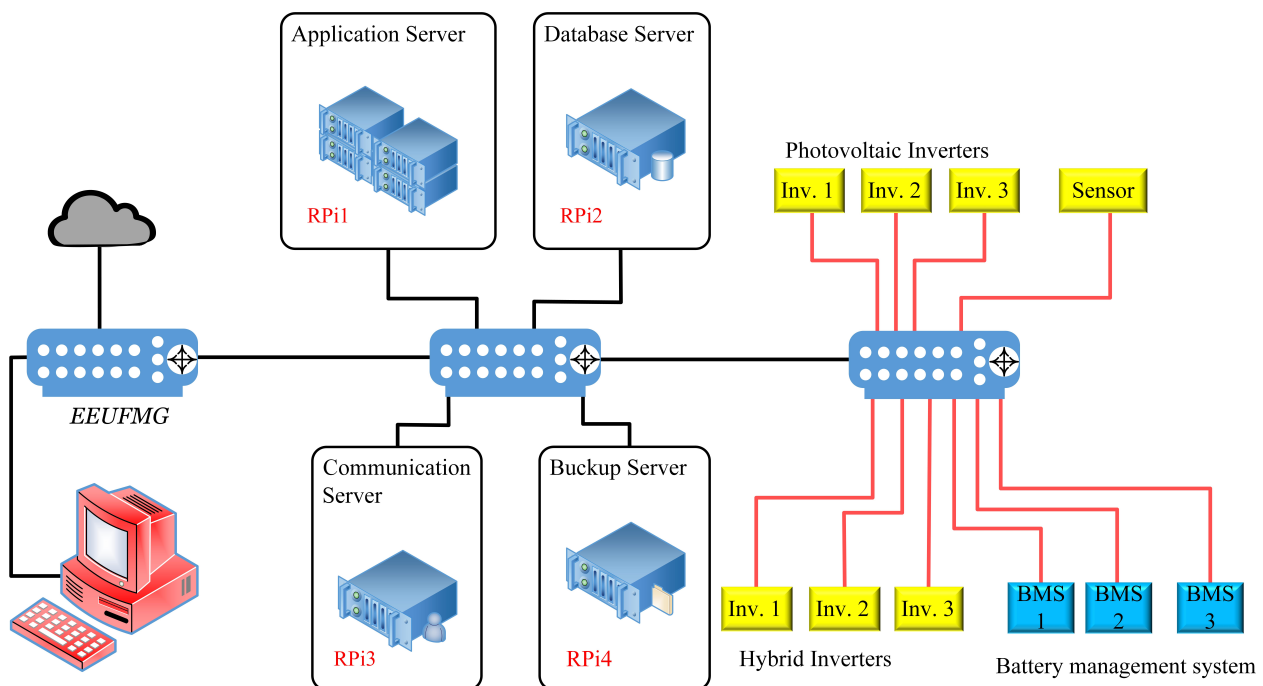 Application Server
RPi1
Database Server
RPi2
Photovoltaic Inverters
Inv. 1
Inv. 2
Inv. 3
Sensor
EEUFMG
Communication
Server
RPi3
Buckup Server
RPi4
Inv. 1
Inv. 2
Inv. 3
Hybrid Inverters
BMS
1
BMS
2
BMS
3
Battery management system